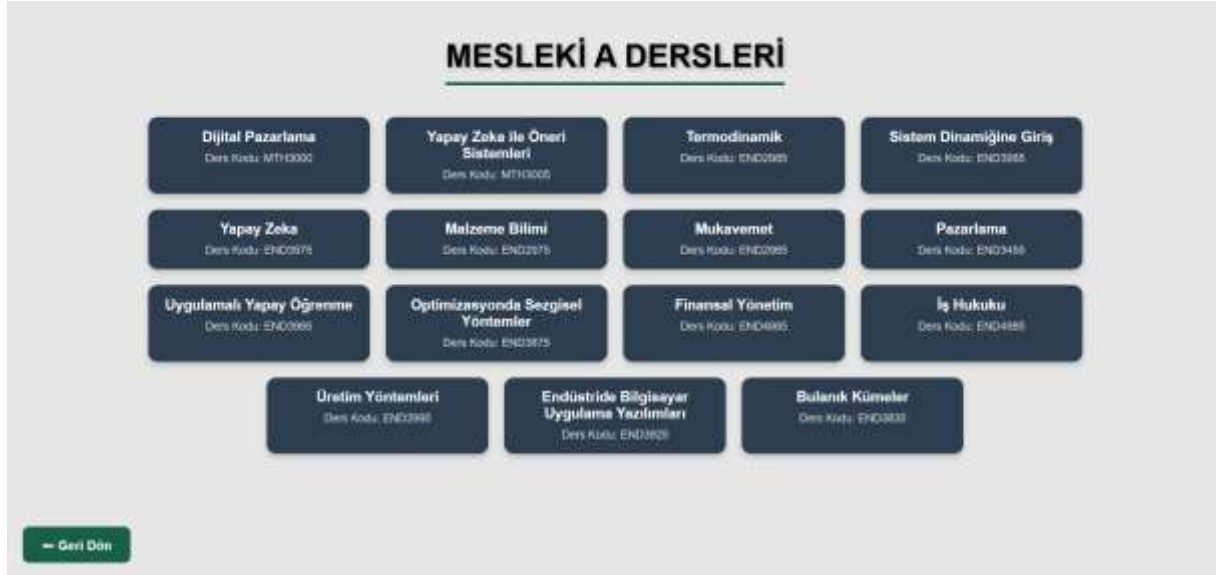 MESLEKİ A DERSLERİ
Dijital Pazarlama
Ders Kodu: MTH3000
Yapay Zeka ile Öneri
Sistemleri
Ders Kodu: MTH3005
Termodinamik
Ders Kodu:
Sistem Dinamiğine Giriş
Ders Kodu:
Yapay Zeka
Ders Kodu:
Malzeme Bilimi
Ders Kodu:
Mukavemet
Ders Kodu:
Pazarlama
Ders Kodu:
Uygulamalı Yapay Öğrenme
Ders Kodu:
Optimizasyonda Sezgisel
Yöntemler
Ders Kodu: END3875
Finansal Yönetim
Ders Kodu:
İş Hukuku
Ders Kodu:
Üretim Yöntemleri
Ders Kodu:
Endüstride Bilgisayar
Uygulama Yazılımları
Ders Kodu:
Bulanık Kümeler
Ders Kodu:
← Geri Dön